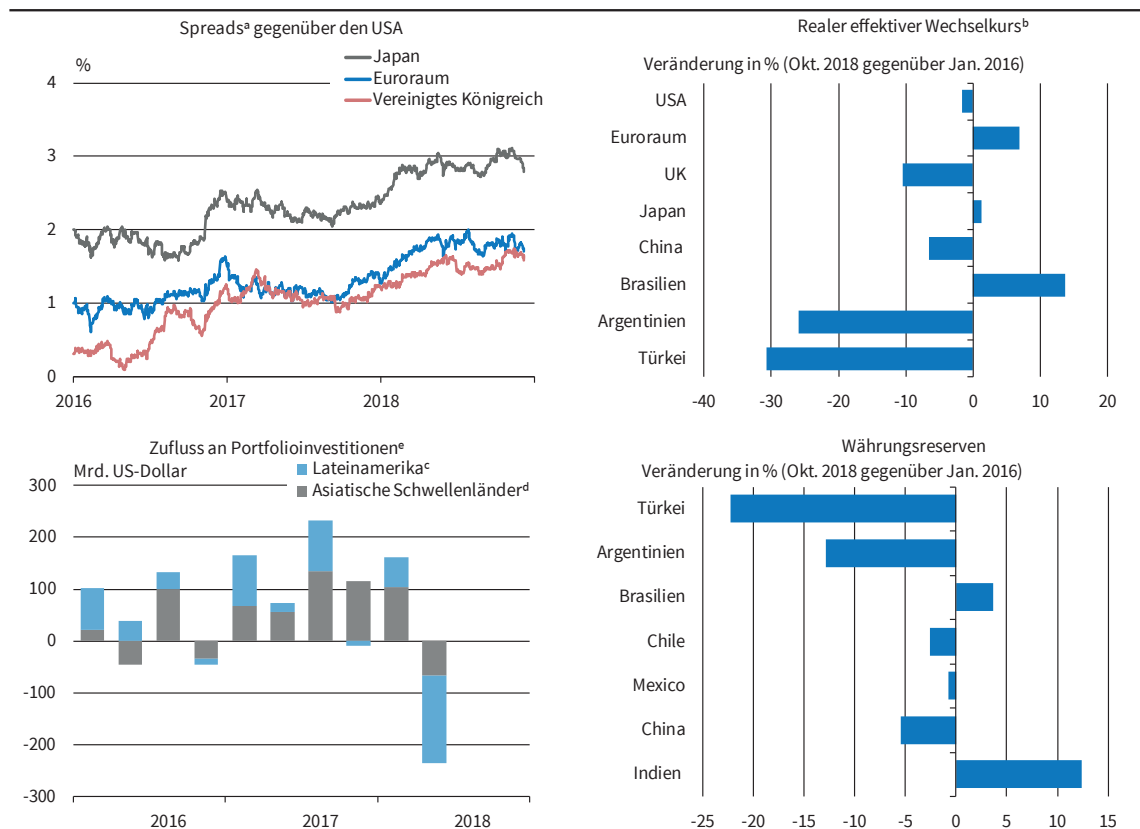 Spreadsᵃ gegenüber den USA
%
Japan
Euroraum
Vereinigtes Königreich
4
3
2
1
0
2016
2017
2018
Realer effektiver Wechselkursᵇ
Veränderung in % (Okt. 2018 gegenüber Jan. 2016)
USA
Euroraum
UK
Japan
China
Brasilien
Argentinien
Türkei
-40 -30 -20 -10 0 10 20
Zufluss an Portfolioinvestitionenᵉ
Mrd. US-Dollar
Lateinamerikaᶜ
Asiatische Schwellenländerᵈ
300
200
100
0
-100
-200
-300
2016 2017 2018
Währungsreserven
Veränderung in % (Okt. 2018 gegenüber Jan. 2016)
Türkei
Argentinien
Brasilien
Chile
Mexico
China
Indien
-25 -20 -15 -10 -5 0 5 10 15